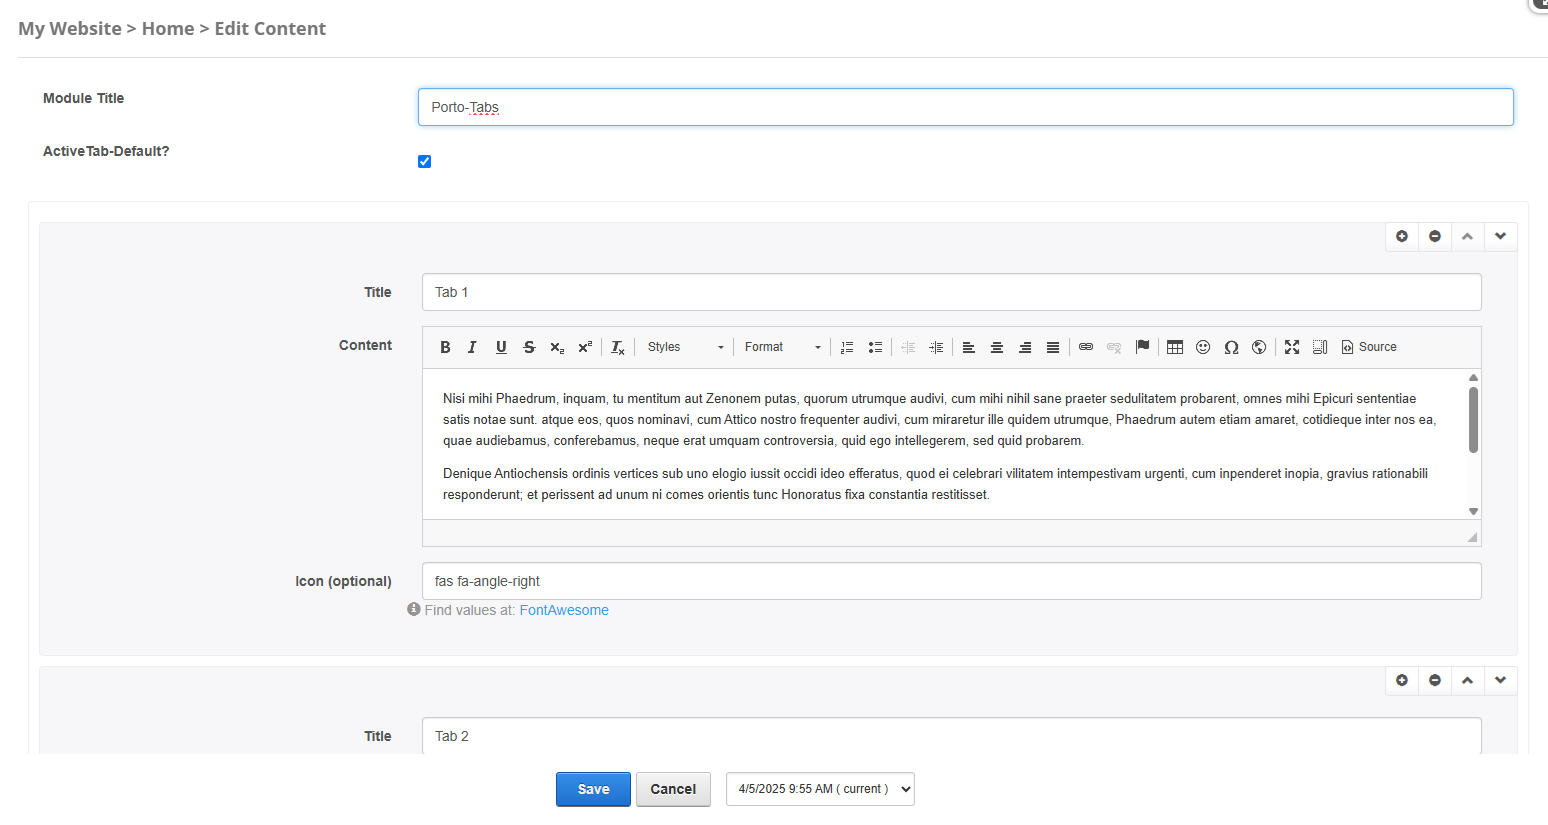 My Website > Home > Edit Content
Module Title
Porto-Tabs
ActiveTab-Default?
Title
Tab 1
Content
B I U S x₂ x² Tx Styles Format Source
Nisi mihi Phaedrum, inquam, tu mentitum aut Zenonem putas, quorum utrumque audivi, cum mihi nihil sane praeter sedulitatem probarent, omnes mihi Epicuri sententiae
satis notae sunt. atque eos, quos nominavi, cum Attico nostro frequenter audivi, cum miraretur ille quidem utrumque, Phaedrum autem etiam amaret, cotidieque inter nos ea,
quae audiebamus, conferebamus, neque erat umquam controversia, quid ego intellegerem, sed quid probarem.
Denique Antiochensis ordinis vertices sub uno elogio iussit occidi ideo efferatus, quod ei celebrari vilitatem intempestivam urgenti, cum inpenderet inopia, gravius rationabili
responderunt; et perissent ad unum ni comes orientis tunc Honoratus fixa constantia restitisset.
Icon (optional)
fas fa-angle-right
Find values at: FontAwesome
Title
Tab 2
Save Cancel 4/5/2025 9:55 AM ( current )